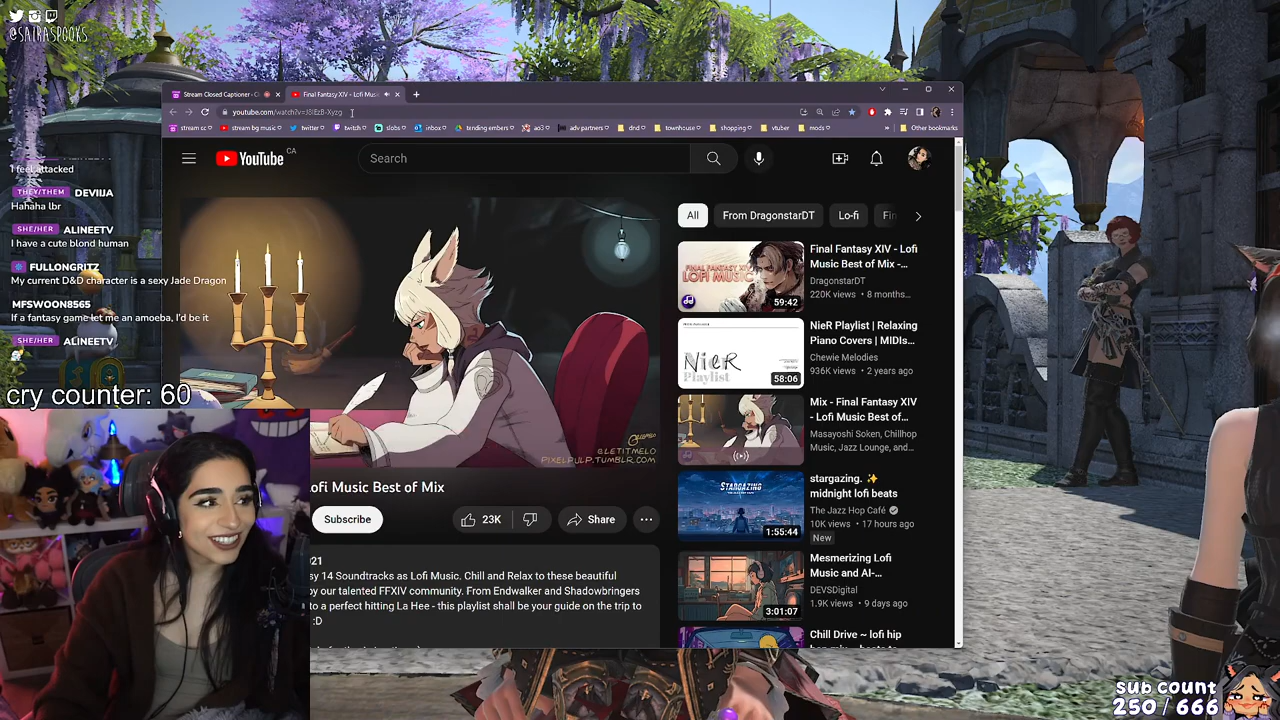 @SAIRASPOOKS
Stream Closed Captioner - C
Final Fantasy XIV - Lofi Musi
stream cc
stream bg music
twitter
twitch
slobs
inbox
tending embers
ao3
adv partners
dnd
townhouse
shopping
vtuber
mods
Other bookmarks
YouTube CA
Search
I feel attacked
THEY/THEM DEVIIJA
Hahaha lbr
SHE/HER ALINEETV
I have a cute blond human
FULLONGRITZ
My current D&D character is a sexy Jade Dragon
MFSWOON8565
If a fantasy game let me an amoeba, I'd be it
SHE/HER ALINEETV
cry counter: 60
@LETITMELO
PIXELPULP.TUMBLR.COM
ofi Music Best of Mix
Subscribe
23K
Share
21
sy 14 Soundtracks as Lofi Music. Chill and Relax to these beautiful
by our talented FFXIV community. From Endwalker and Shadowbringers
to a perfect hitting La Hee - this playlist shall be your guide on the trip to
:D
All
From DragonstarDT
Lo-fi
Fin
FINAL FANTASY XIV
LOFI MUSIC
59:42
Final Fantasy XIV - Lofi
Music Best of Mix -...
DragonstarDT
220K views • 8 months...
NieR
Playlist
58:06
NieR Playlist | Relaxing
Piano Covers | MIDIs...
Chewie Melodies
936K views • 2 years ago
Mix - Final Fantasy XIV
- Lofi Music Best of...
Masayoshi Soken, Chillhop
Music, Jazz Lounge, and...
STARGAZING
1:55:44
stargazing. ✨
midnight lofi beats
The Jazz Hop Café
10K views • 17 hours ago
New
3:01:07
Mesmerizing Lofi
Music and AI-...
DEVSDigital
1.9K views • 9 days ago
Chill Drive ~ lofi hip
sub count
250 / 666